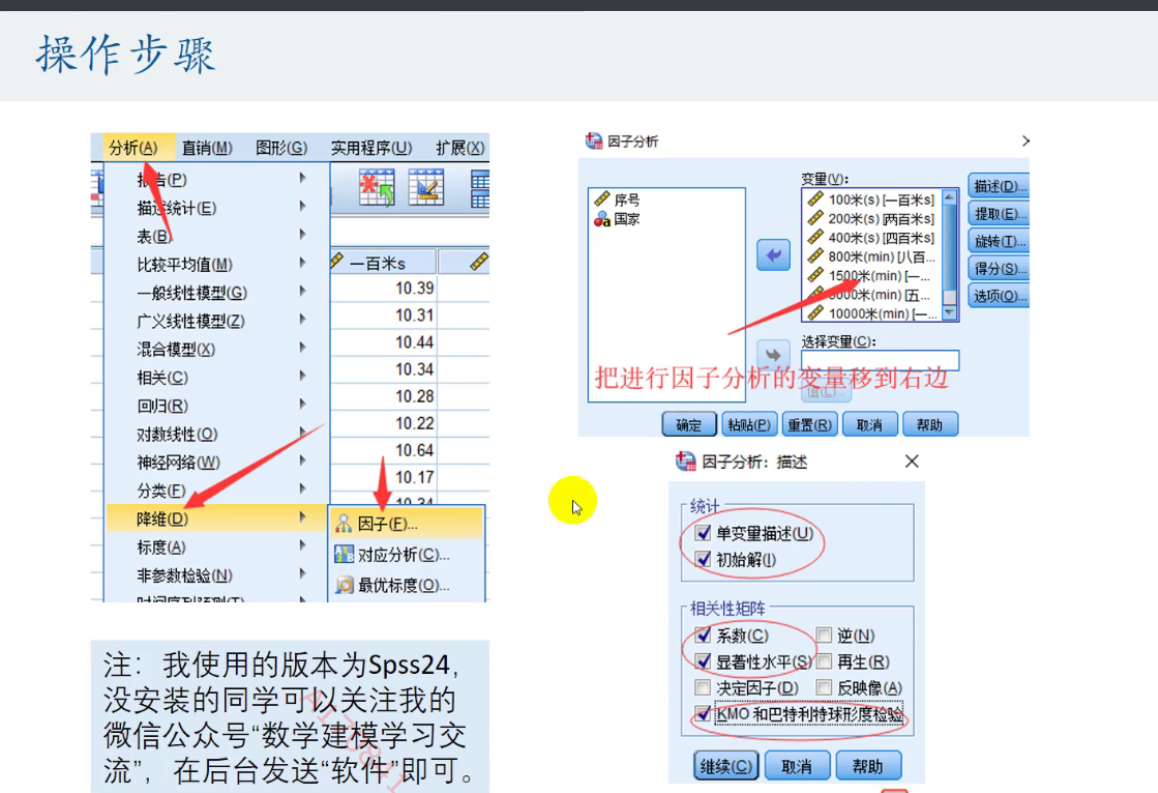 操作步骤
分析(A) 直销(M) 图形(G) 实用程序(U) 扩展(X)
报告(P)
描述统计(E)
表(B)
比较平均值(M)
一般线性模型(G)
广义线性模型(Z)
混合模型(X)
相关(C)
回归(R)
对数线性(O)
神经网络(W)
分类(F)
降维(D)
标度(A)
非参数检验(N)
时间序列预测(T)
一百米s
10.39
10.31
10.44
10.34
10.28
10.22
10.64
10.17
10.34
因子(F)...
对应分析(C)...
最优标度(O)...
注：我使用的版本为Spss24，
没安装的同学可以关注我的
微信公众号“数学建模学习交
流”，在后台发送“软件”即可。
因子分析
序号
国家
变量(V):
100米(s) [一百米s]
200米(s) [两百米s]
400米(s) [四百米s]
800米(min) [八百...
1500米(min) [一...
5000米(min) [五...
10000米(min) [一...
描述(D)...
提取(E)...
旋转(T)...
得分(S)...
选项(O)...
选择变量(C):
把进行因子分析的变量移到右边
值(L)...
确定 粘贴(P) 重置(R) 取消 帮助
因子分析：描述
统计
单变量描述(U)
初始解(I)
相关性矩阵
系数(C) 逆(N)
显著性水平(S) 再生(R)
决定因子(D) 反映像(A)
KMO 和巴特利特球形度检验
继续(C) 取消 帮助